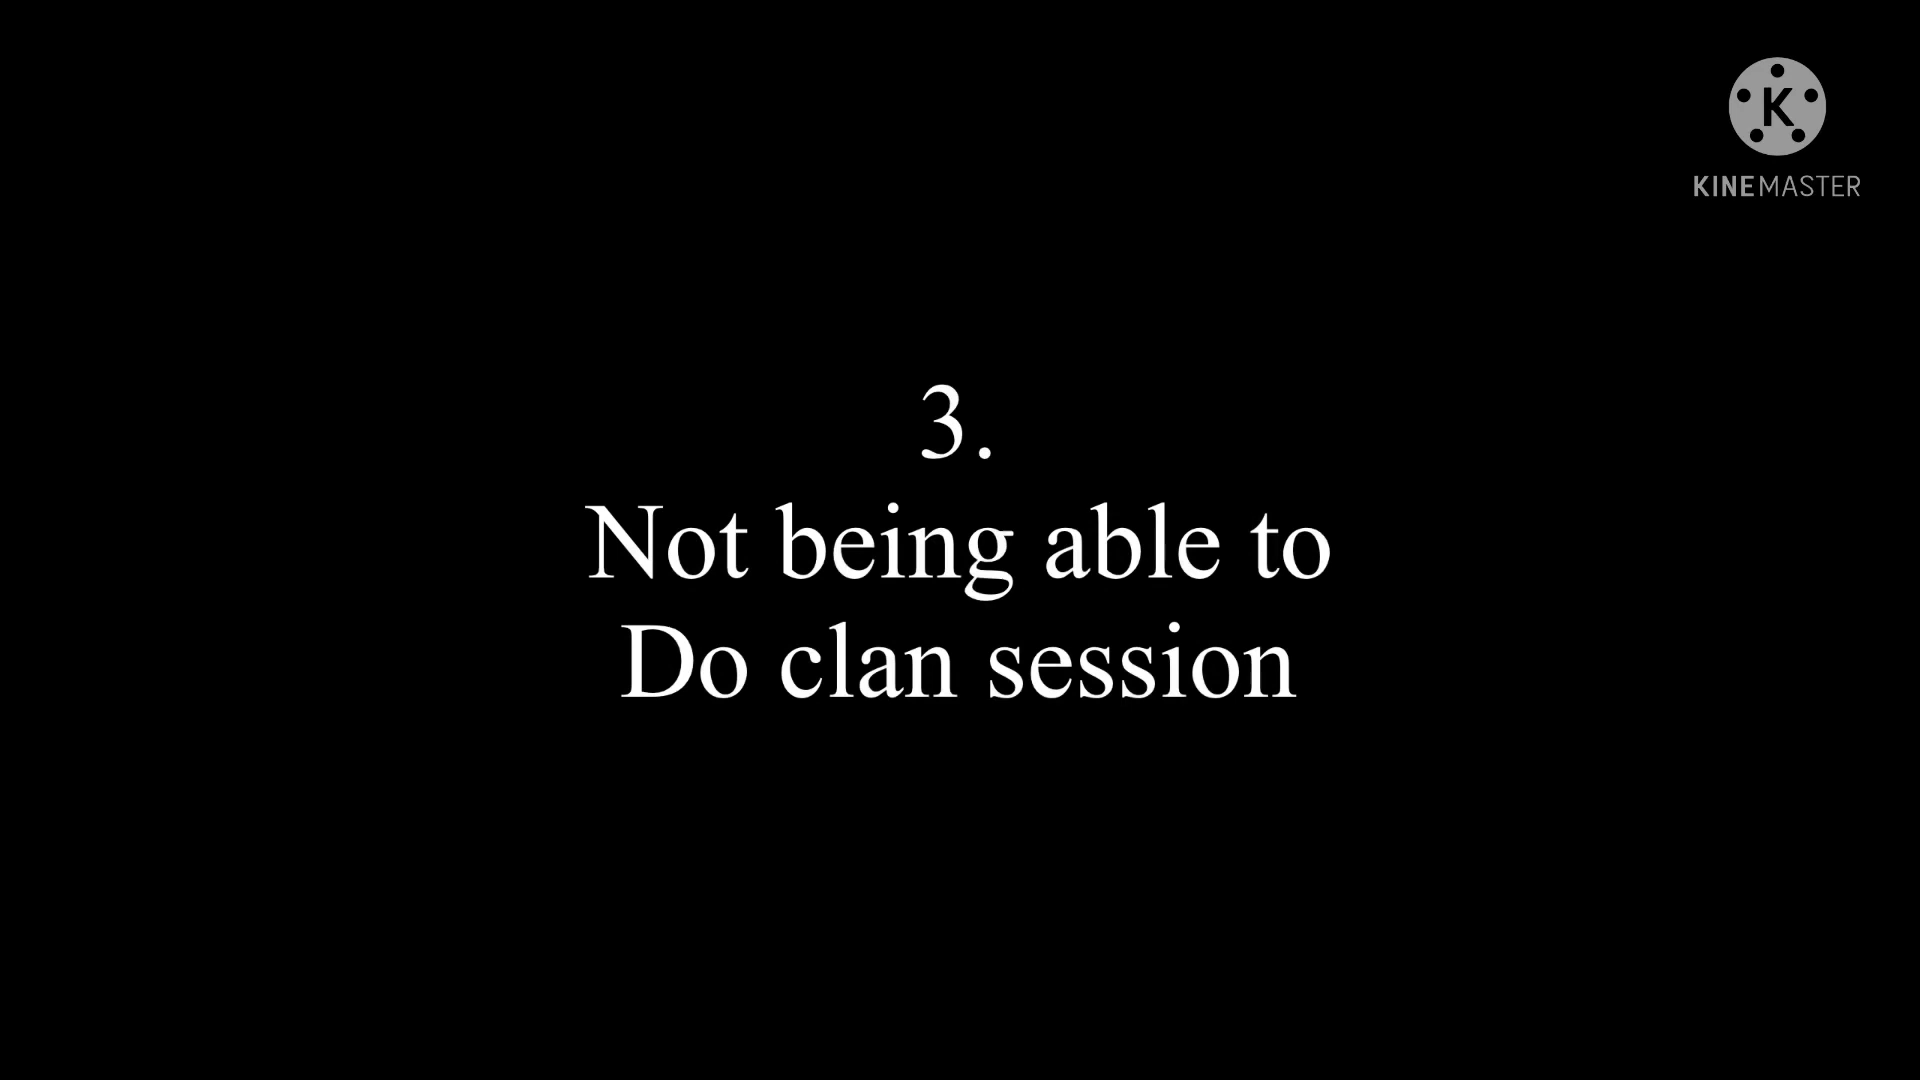 K
KINEMASTER
3.
Not being able to
Do clan session